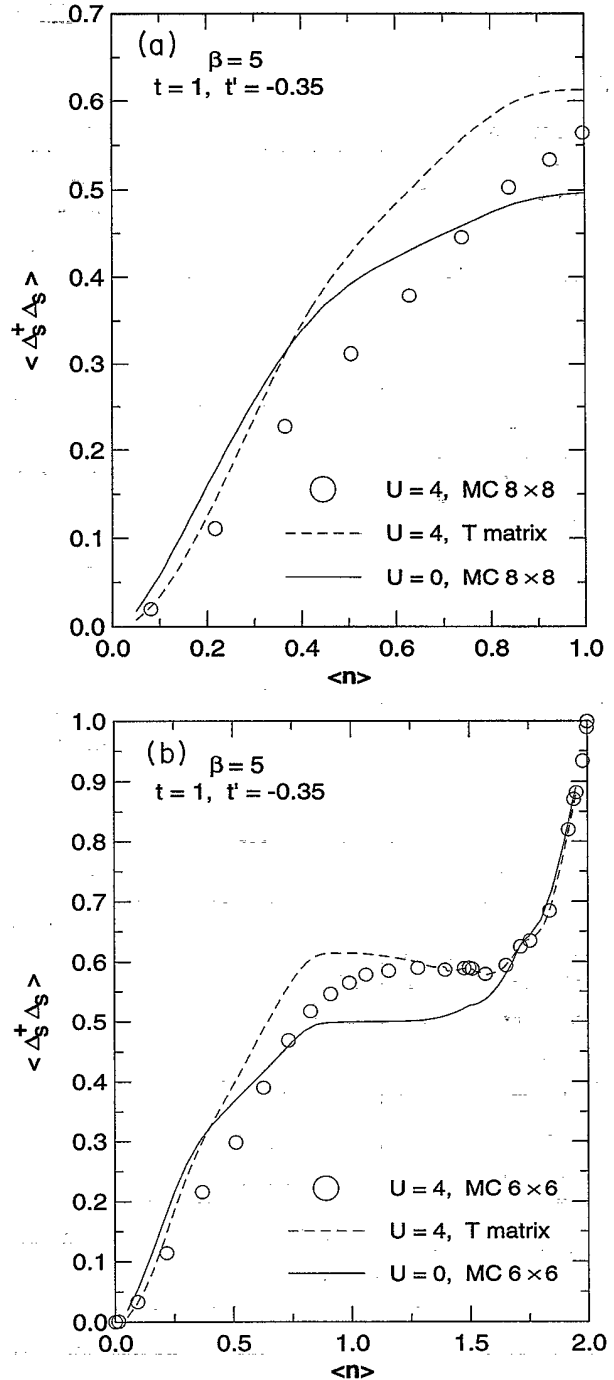 (a)
β = 5
t = 1, t' = -0.35
0.7
0.6
0.5
0.4
0.3
0.2
0.1
0.0
< Δs+ Δs >
U = 4, MC 8 × 8
U = 4, T matrix
U = 0, MC 8 × 8
0.0 0.2 0.4 0.6 0.8 1.0
<n>
(b)
β = 5
t = 1, t' = -0.35
1.0
0.9
0.8
0.7
0.6
0.5
0.4
0.3
0.2
0.1
0.0
< Δs+ Δs >
U = 4, MC 6 × 6
U = 4, T matrix
U = 0, MC 6 × 6
0.0 0.5 1.0 1.5 2.0
<n>